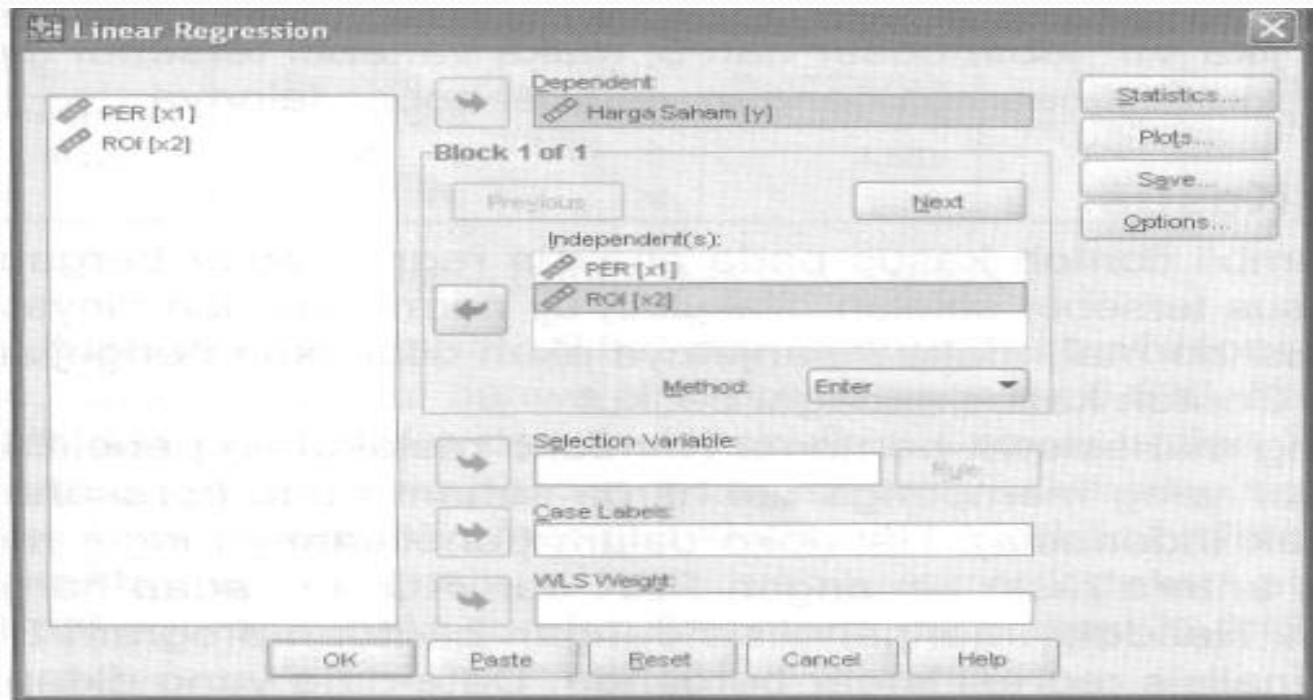 Linear Regression
PER [x1]
ROI [x2]
Dependent:
Harga Saham [y]
Block 1 of 1
Previous
Next
Independent(s):
PER [x1]
ROI [x2]
Method:
Enter
Selection Variable:
Rule...
Case Labels:
WLS Weight:
Statistics...
Plots...
Save...
Options...
OK
Paste
Reset
Cancel
Help